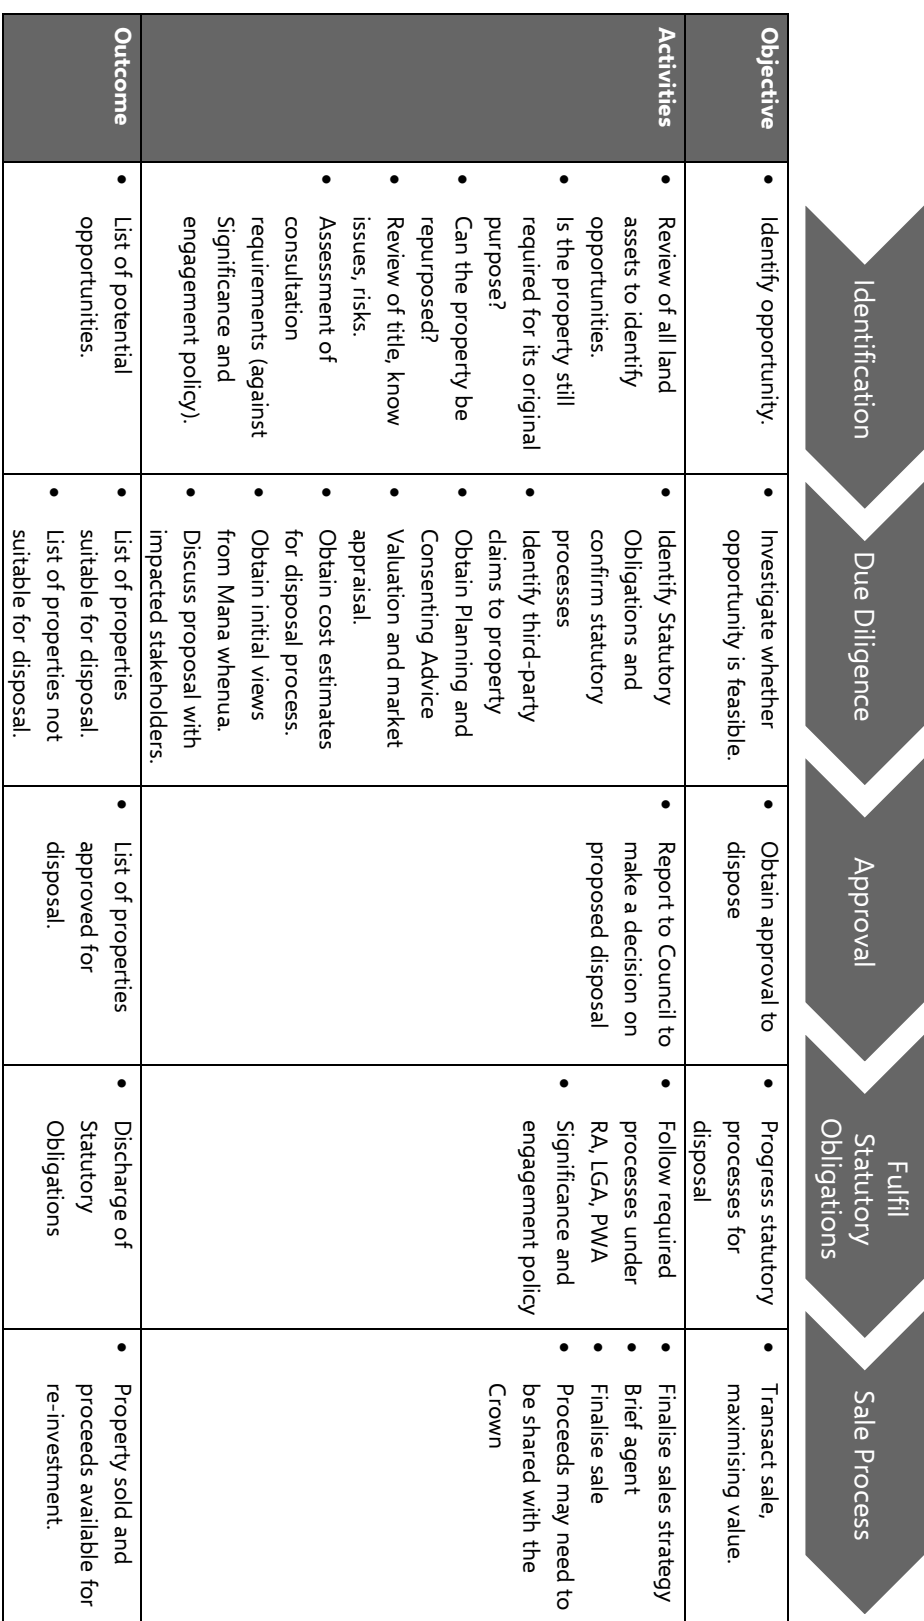 Identification
Due Diligence
Approval
Fulfil
Statutory
Obligations
Sale Process
Objective
• Identify opportunity.
• Investigate whether
opportunity is feasible.
• Obtain approval to
dispose
• Progress statutory
processes for
disposal
• Transact sale,
maximising value.
Activities
• Review of all land
assets to identify
opportunities.
• Is the property still
required for its original
purpose?
• Can the property be
repurposed?
• Review of title, know
issues, risks.
• Assessment of
consultation
requirements (against
Significance and
engagement policy).
• Identify Statutory
Obligations and
confirm statutory
processes
• Identify third-party
claims to property
• Obtain Planning and
Consenting Advice
• Valuation and market
appraisal.
• Obtain cost estimates
for disposal process.
• Obtain initial views
from Mana whenua.
• Discuss proposal with
impacted stakeholders.
• Report to Council to
make a decision on
proposed disposal
• Follow required
processes under
RA, LGA, PWA
• Significance and
engagement policy
• Finalise sales strategy
• Brief agent
• Finalise sale
• Proceeds may need to
be shared with the
Crown
Outcome
• List of potential
opportunities.
• List of properties
suitable for disposal.
• List of properties not
suitable for disposal.
• List of properties
approved for
disposal.
• Discharge of
Statutory
Obligations
• Property sold and
proceeds available for
re-investment.